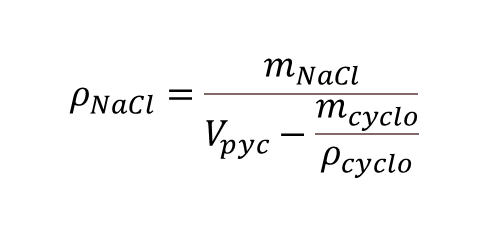 ρ_NaCl = m_NaCl / (V_pyc − m_cyclo / ρ_cyclo)